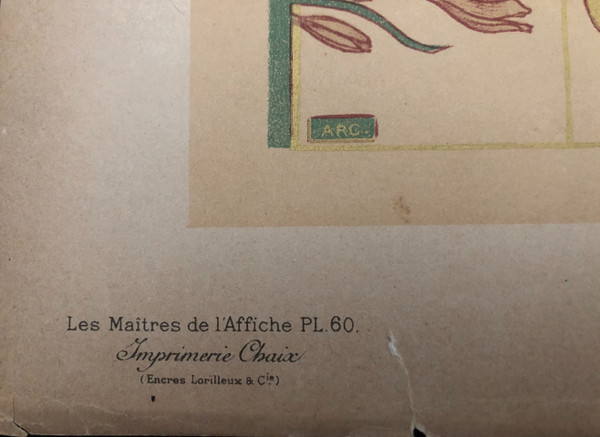 ARC.
Les Maîtres de l'Affiche PL.60.
Imprimerie Chaix
(Encres Lorilleux & Cie.)